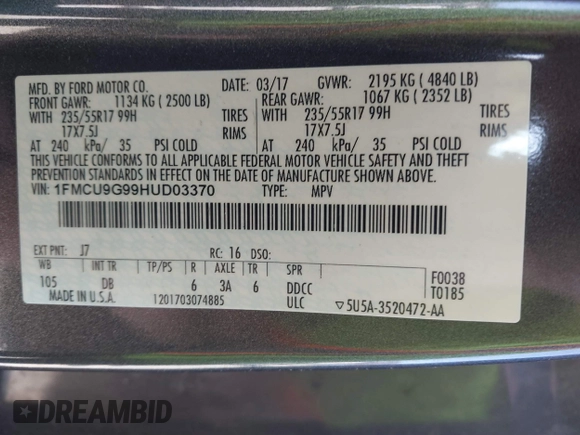 MFD. BY FORD MOTOR CO. DATE: 03/17 GVWR: 2195 KG ( 4840 LB)
FRONT GAWR: 1134 KG ( 2500 LB) REAR GAWR: 1067 KG ( 2352 LB)
WITH 235/55R17 99H TIRES WITH 235/55R17 99H TIRES
17X7.5J RIMS 17X7.5J RIMS
AT 240 kPa/ 35 PSI COLD AT 240 kPa/ 35 PSI COLD
THIS VEHICLE CONFORMS TO ALL APPLICABLE FEDERAL MOTOR VEHICLE SAFETY AND THEFT
PREVENTION STANDARDS IN EFFECT ON THE DATE OF MANUFACTURE SHOWN ABOVE.
VIN: 1FMCU9G99HUD03370 TYPE: MPV
EXT PNT: J7 RC: 16 DSO:
WB INT TR TP/PS R AXLE TR SPR F0038
105 DB 6 3A 6 DDCC T0185
MADE IN U.S.A. 1201703074885 ULC ▽5U5A-3520472-AA
DREAMBID